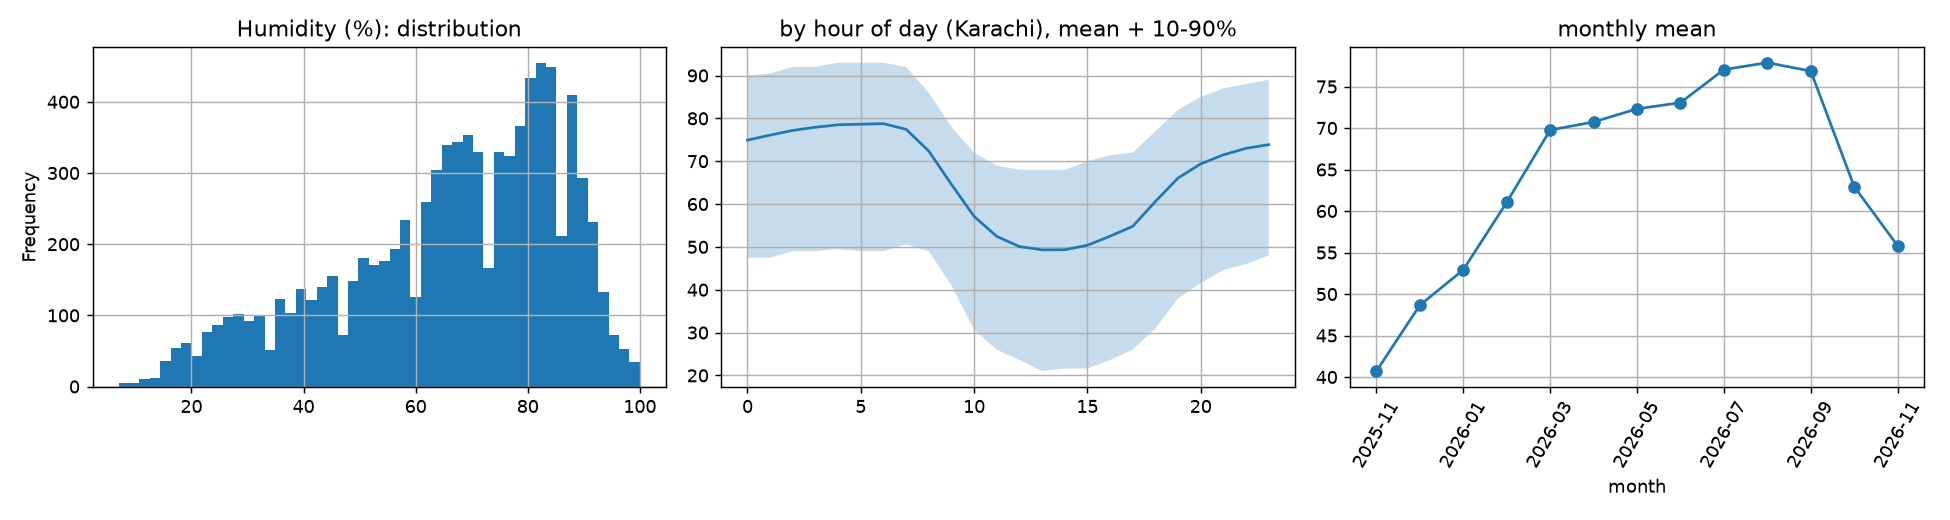 Humidity (%): distribution
Frequency
400
300
200
100
0
20 40 60 80 100
by hour of day (Karachi), mean + 10-90%
90
80
70
60
50
40
30
20
0 5 10 15 20
monthly mean
75
70
65
60
55
50
45
40
2025-11 2026-01 2026-03 2026-05 2026-07 2026-09 2026-11
month